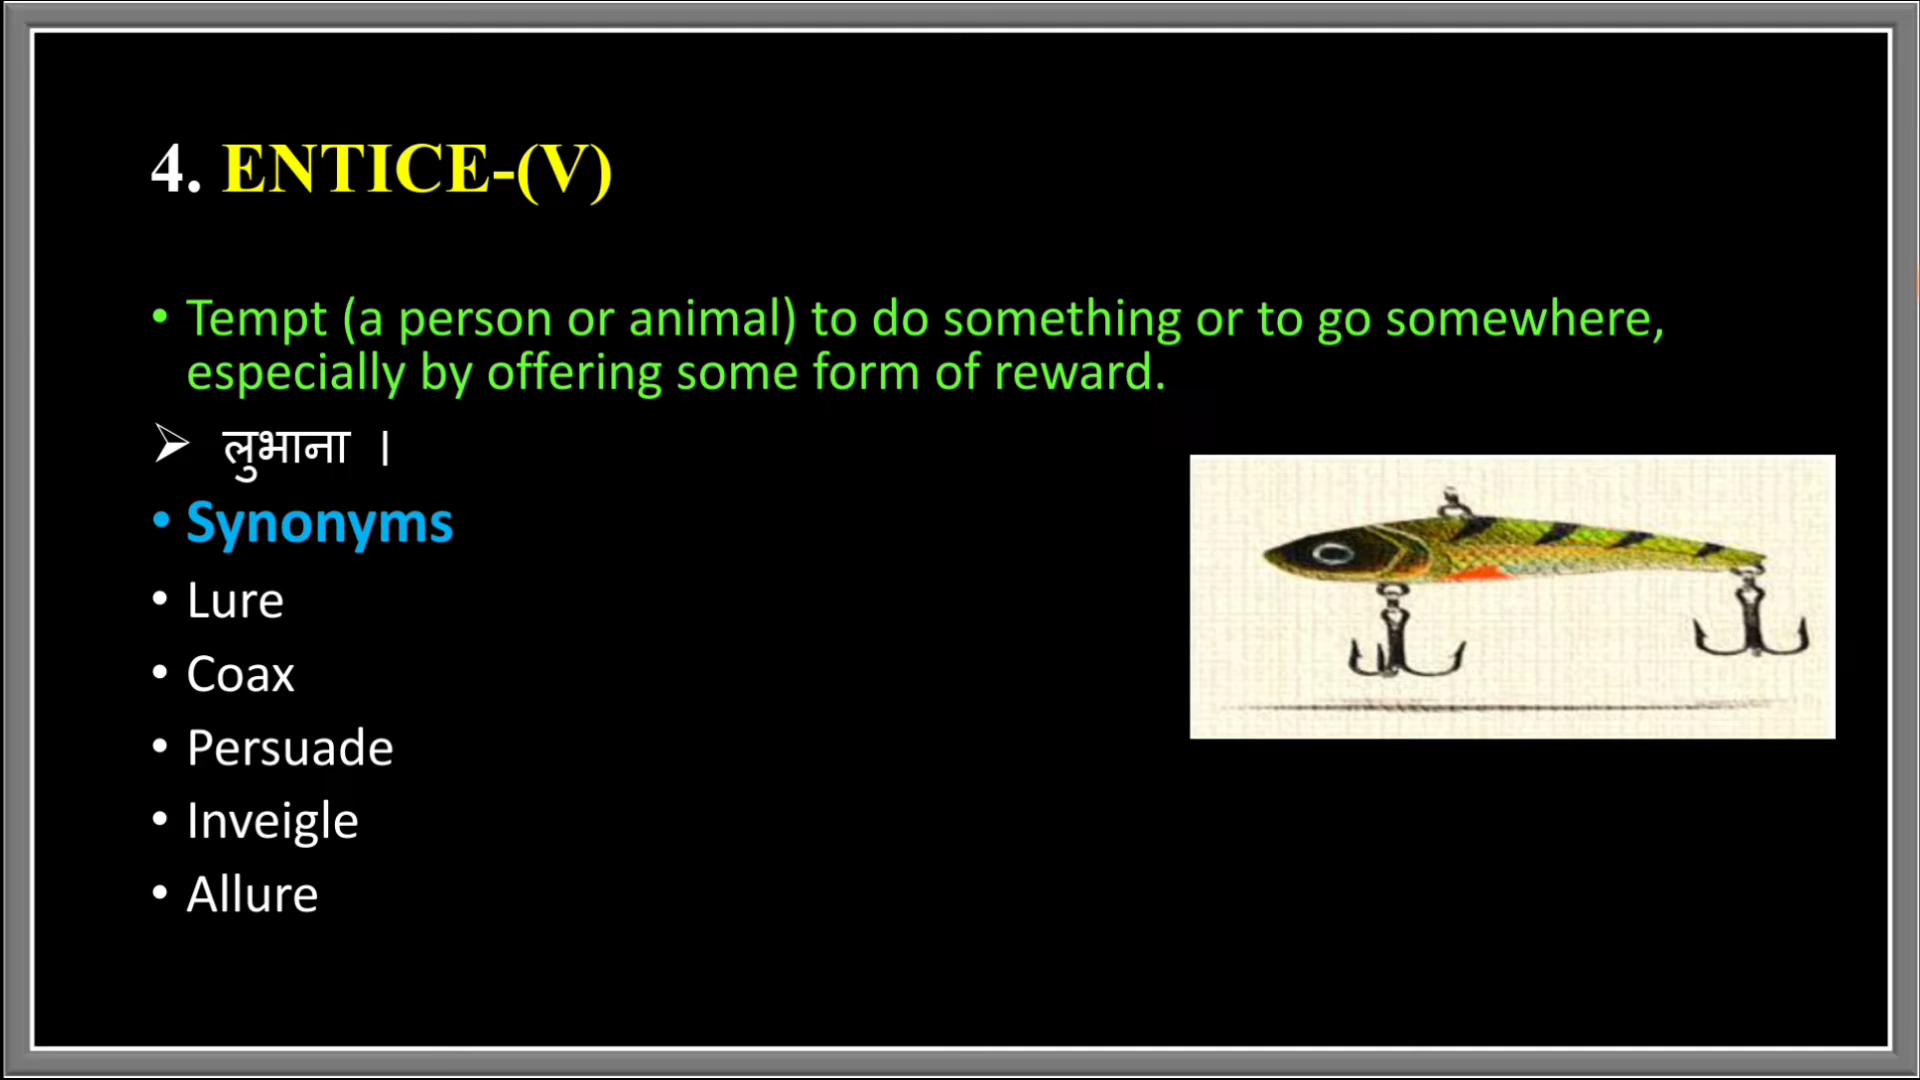 4. ENTICE-(V)
• Tempt (a person or animal) to do something or to go somewhere,
especially by offering some form of reward.
➢ लुभाना ।
• Synonyms
• Lure
• Coax
• Persuade
• Inveigle
• Allure